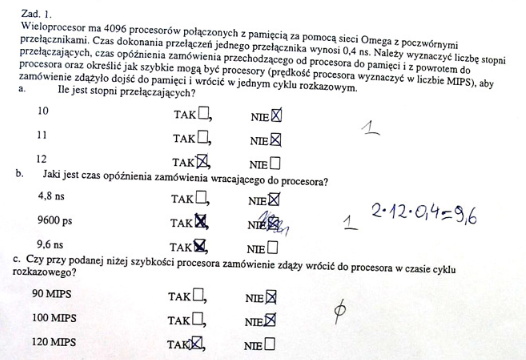 Zad. 1.
Wieloprocesor ma 4096 procesorów połączonych z pamięcią za pomocą sieci Omega z poczwórnymi
przełącznikami. Czas dokonania przełączeń jednego przełącznika wynosi 0,4 ns. Należy wyznaczyć liczbę stopni
przełączających, czas opóźnienia zamówienia przechodzącego od procesora do pamięci i z powrotem do
procesora oraz określić jak szybkie mogą być procesory (prędkość procesora wyznaczyć w liczbie MIPS), aby
zamówienie zdążyło dojść do pamięci i wrócić w jednym cyklu rozkazowym.
a. Ile jest stopni przełączających?
10 TAK☐, NIE☒
1
11 TAK☐, NIE☒
12 TAK☒, NIE☐
b. Jaki jest czas opóźnienia zamówienia wracającego do procesora?
4,8 ns TAK☐, NIE☒
9600 ps TAK☒, NIE☒ 1 2·12·0,4=9,6
9,6 ns TAK☒, NIE☐
c. Czy przy podanej niżej szybkości procesora zamówienie zdąży wrócić do procesora w czasie cyklu
rozkazowego?
90 MIPS TAK☐, NIE☒
100 MIPS TAK☐, NIE☒ ϕ
120 MIPS TAK☒, NIE☐